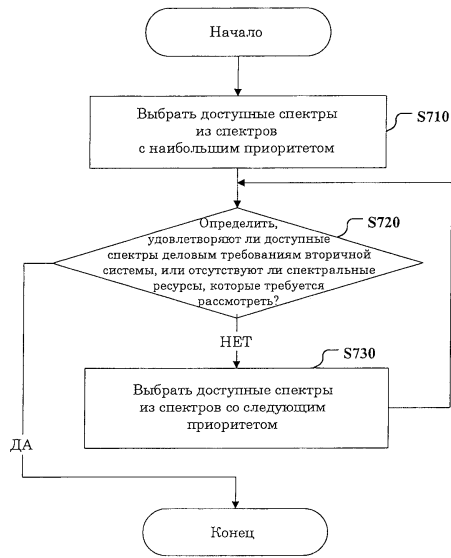 Начало
Выбрать доступные спектры
из спектров
с наибольшим приоритетом
S710
Определить,
удовлетворяют ли доступные
спектры деловым требованиям вторичной
системы, или отсутствуют ли спектральные
ресурсы, которые требуется
рассмотреть?
S720
НЕТ
S730
Выбрать доступные спектры
из спектров со следующим
приоритетом
ДА
Конец